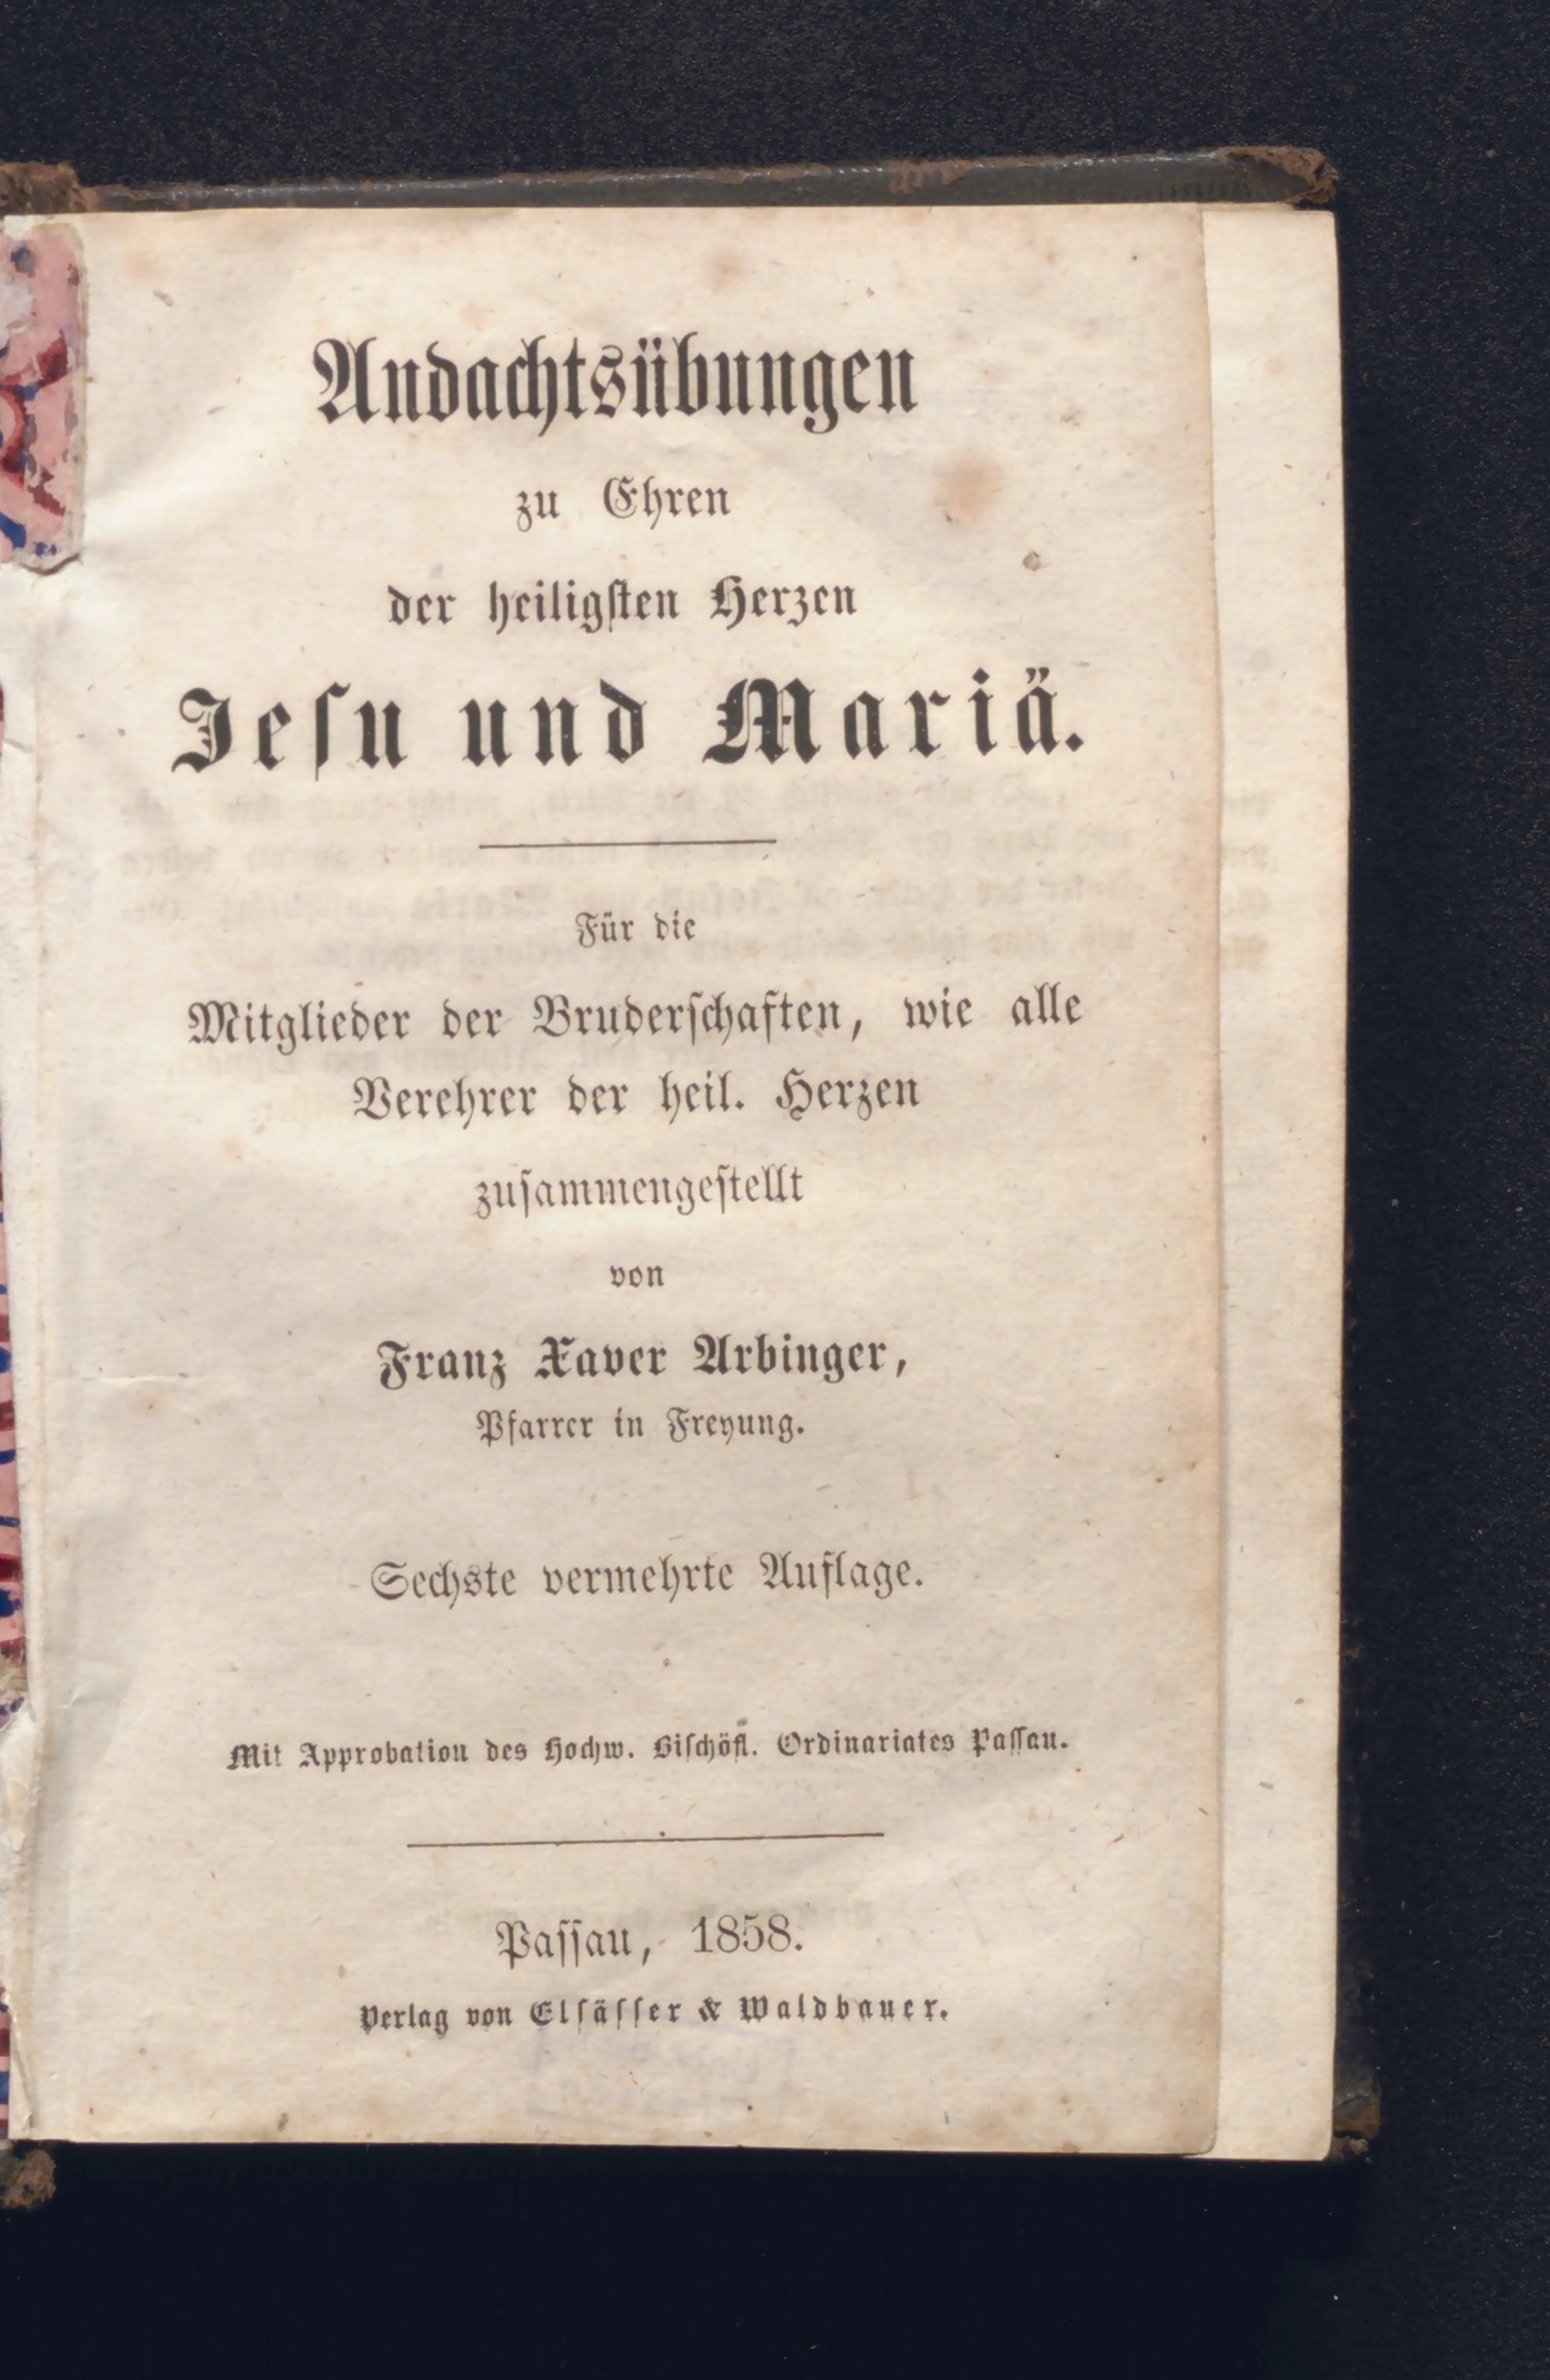 Andachtsübungen
zu Ehren
der heiligſten Herzen
Jeſu und Mariä.
Für die
Mitglieder der Bruderſchaften, wie alle
Verehrer der heil. Herzen
zuſammengeſtellt
von
Franz Xaver Arbinger,
Pfarrer in Freyung.
Sechste vermehrte Auflage.
Mit Approbation des Hochw. Biſchöfl. Ordinariates Paſſau.
Paſſau, 1858.
Verlag von Elſäſſer & Waldbauer.